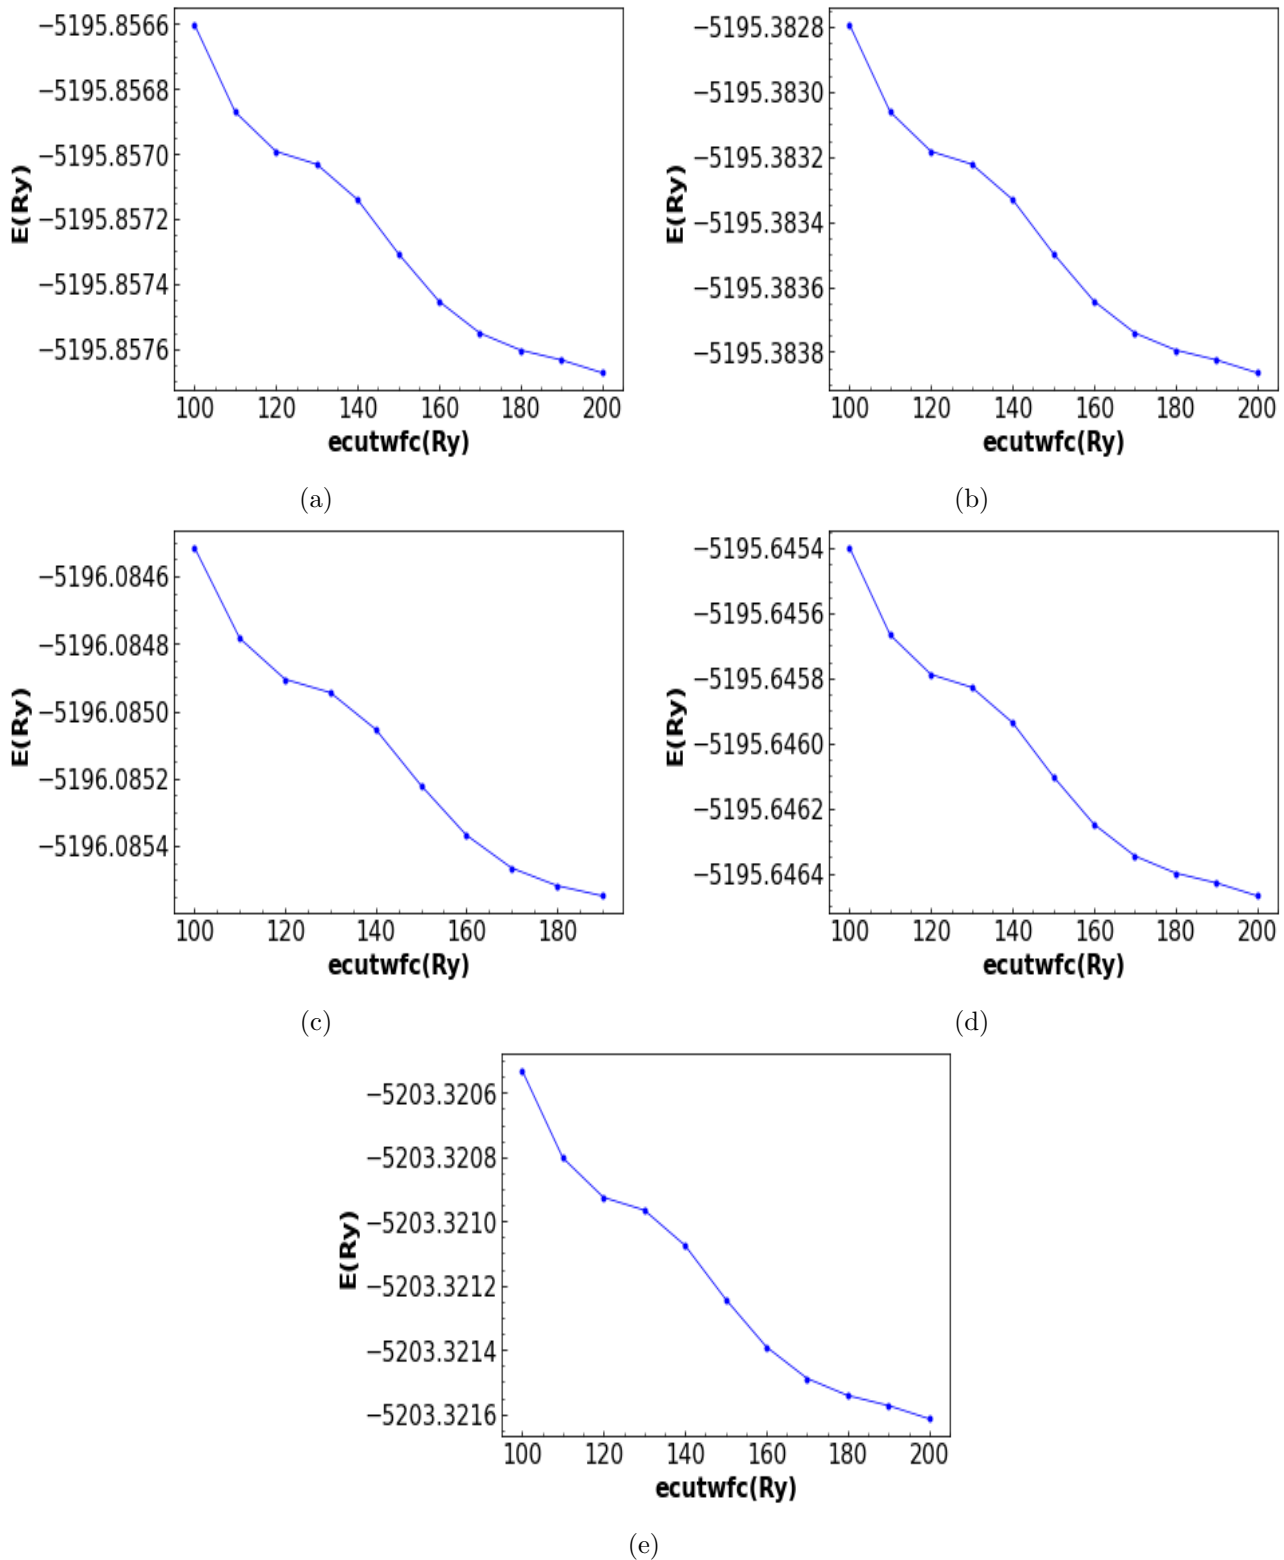 −5195.8566
−5195.8568
−5195.8570
−5195.8572
−5195.8574
−5195.8576
E(Ry)
100 120 140 160 180 200
ecutwfc(Ry)
(a)
−5195.3828
−5195.3830
−5195.3832
−5195.3834
−5195.3836
−5195.3838
E(Ry)
100 120 140 160 180 200
ecutwfc(Ry)
(b)
−5196.0846
−5196.0848
−5196.0850
−5196.0852
−5196.0854
E(Ry)
100 120 140 160 180
ecutwfc(Ry)
(c)
−5195.6454
−5195.6456
−5195.6458
−5195.6460
−5195.6462
−5195.6464
E(Ry)
100 120 140 160 180 200
ecutwfc(Ry)
(d)
−5203.3206
−5203.3208
−5203.3210
−5203.3212
−5203.3214
−5203.3216
E(Ry)
100 120 140 160 180 200
ecutwfc(Ry)
(e)